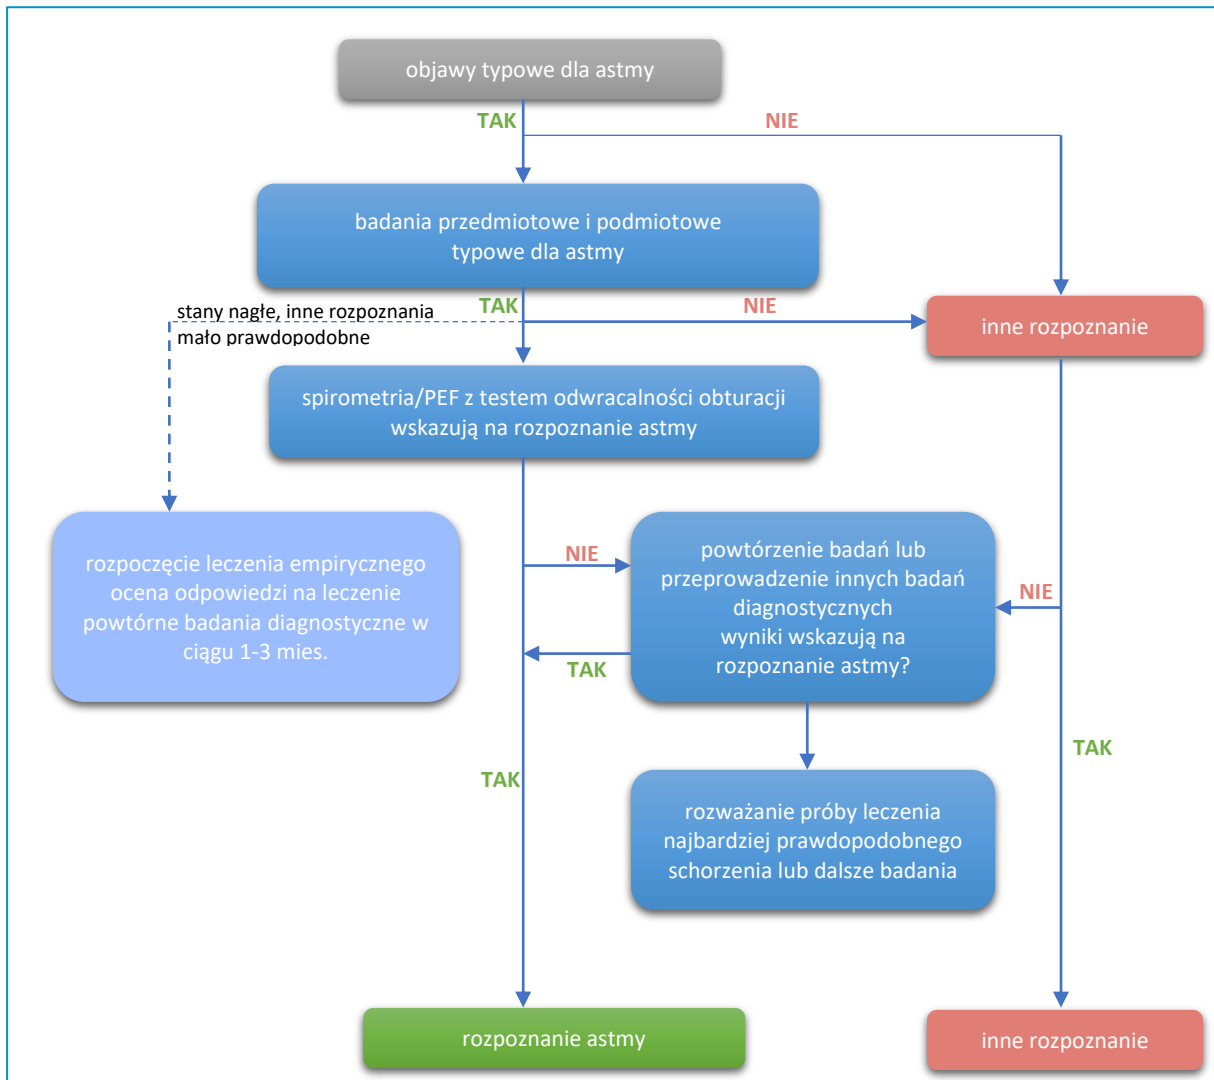 objawy typowe dla astmy
TAK
NIE
badania przedmiotowe i podmiotowe
typowe dla astmy
stany nagłe, inne rozpoznania
mało prawdopodobne
TAK
NIE
inne rozpoznanie
spirometria/PEF z testem odwracalności obturacji
wskazują na rozpoznanie astmy
rozpoczęcie leczenia empirycznego
ocena odpowiedzi na leczenie
powtórne badania diagnostyczne w
ciągu 1-3 mies.
NIE
powtórzenie badań lub
przeprowadzenie innych badań
diagnostycznych
wyniki wskazują na
rozpoznanie astmy?
NIE
TAK
TAK
TAK
rozważanie próby leczenia
najbardziej prawdopodobnego
schorzenia lub dalsze badania
rozpoznanie astmy
inne rozpoznanie